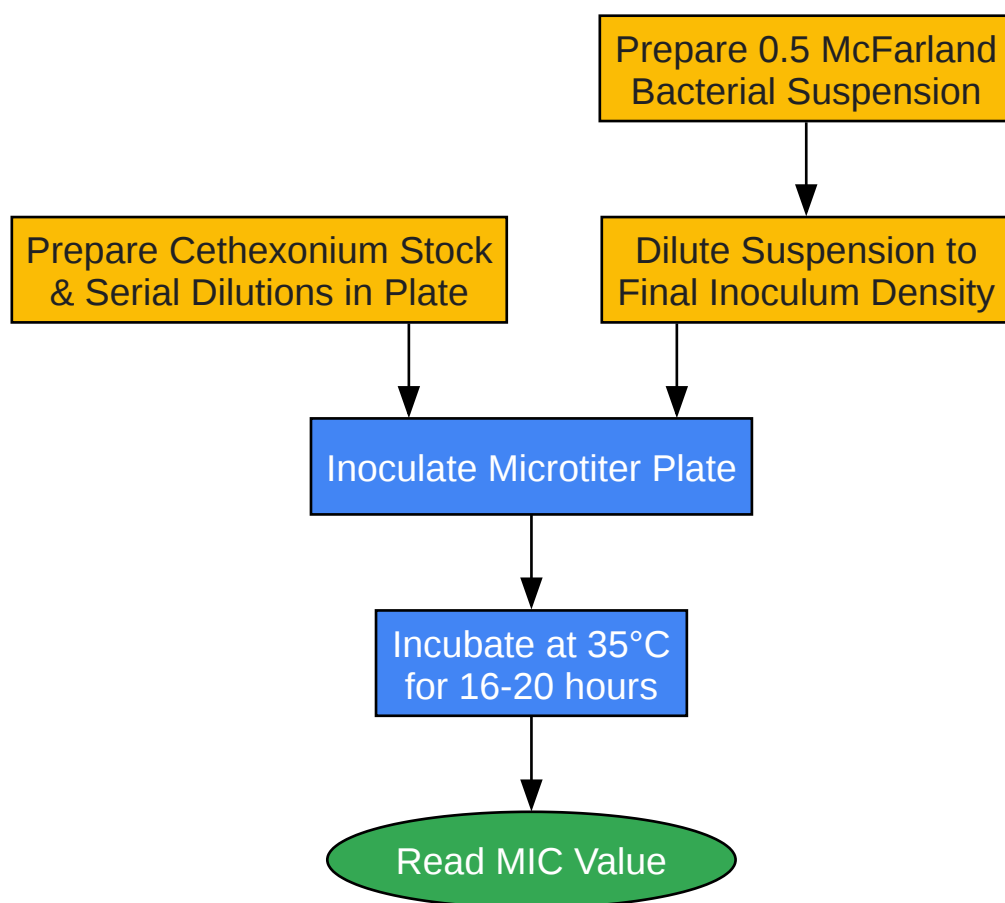 Prepare 0.5 McFarland
Bacterial Suspension
Prepare Cethexonium Stock
& Serial Dilutions in Plate
Dilute Suspension to
Final Inoculum Density
Inoculate Microtiter Plate
Incubate at 35°C
for 16-20 hours
Read MIC Value